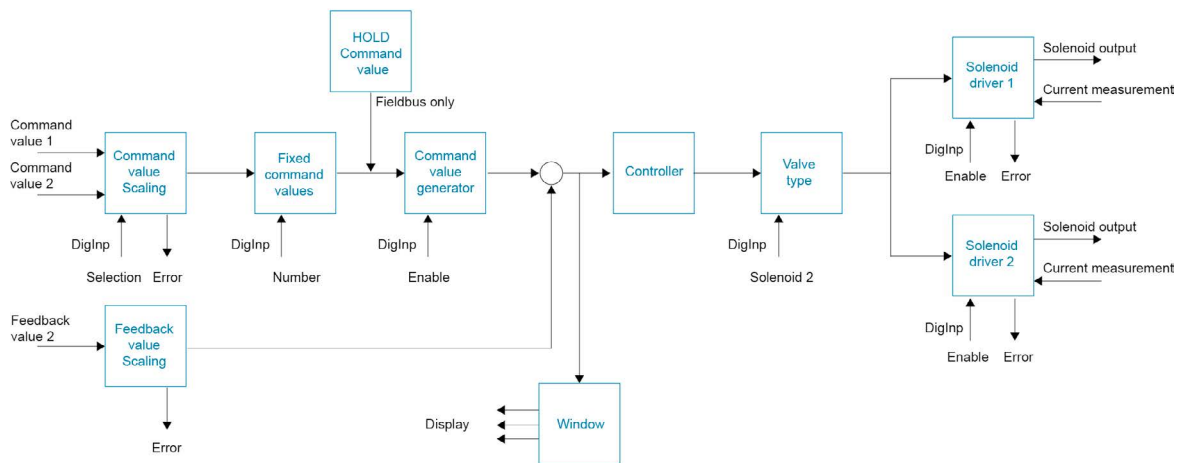 HOLD
Command
value
Fieldbus only
Command
value 1
Command
value 2
Command
value
Scaling
DigInp
Selection
Error
Fixed
command
values
DigInp
Number
Command
value
generator
DigInp
Enable
Controller
Valve
type
DigInp
Solenoid 2
Solenoid
driver 1
Solenoid output
Current measurement
DigInp
Enable
Error
Solenoid
driver 2
Solenoid output
Current measurement
DigInp
Enable
Error
Feedback
value 2
Feedback
value
Scaling
Error
Display
Window